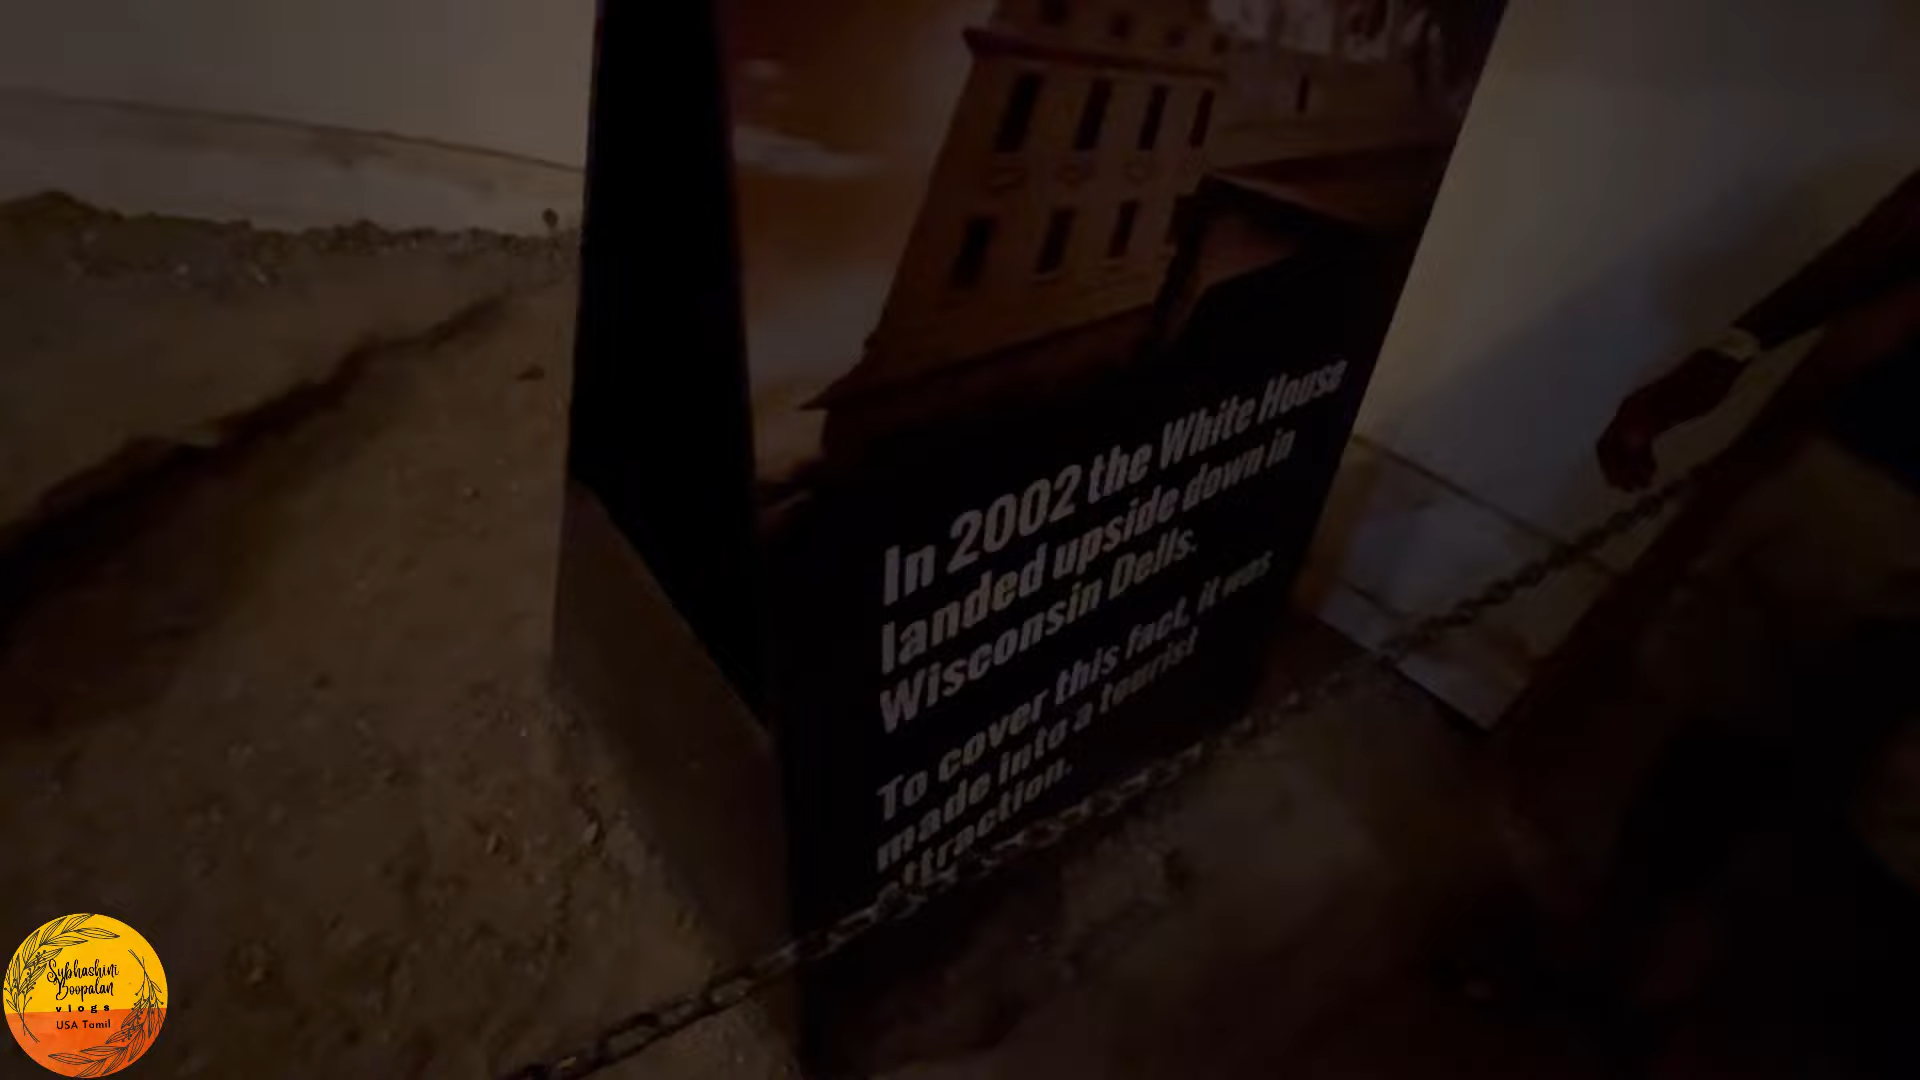 In 2002 the White House
landed upside down in
Wisconsin Dells.
To cover this fact, it was
made into a tourist
attraction.
Subhashini
Boopalan
vlogs
USA Tamil